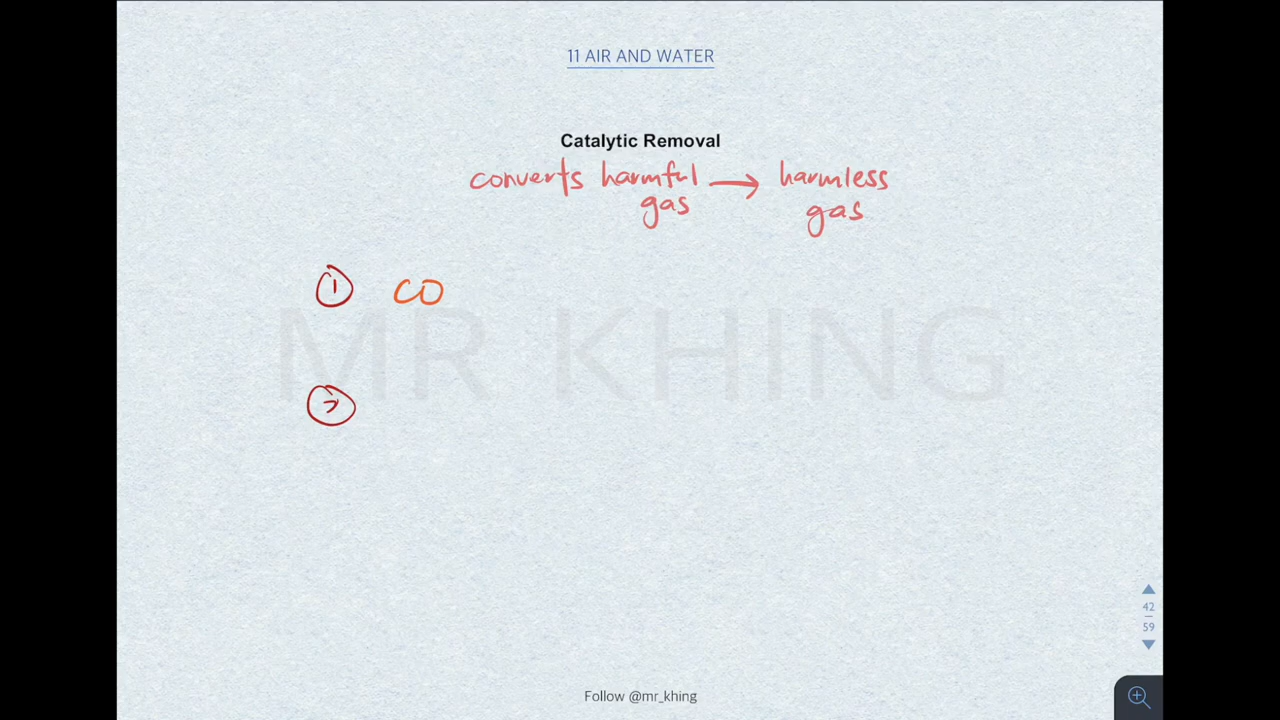 11 AIR AND WATER
Catalytic Removal
converts harmful → harmless
gas gas
① CO
MR KHING
②
42
59
Follow @mr_khing